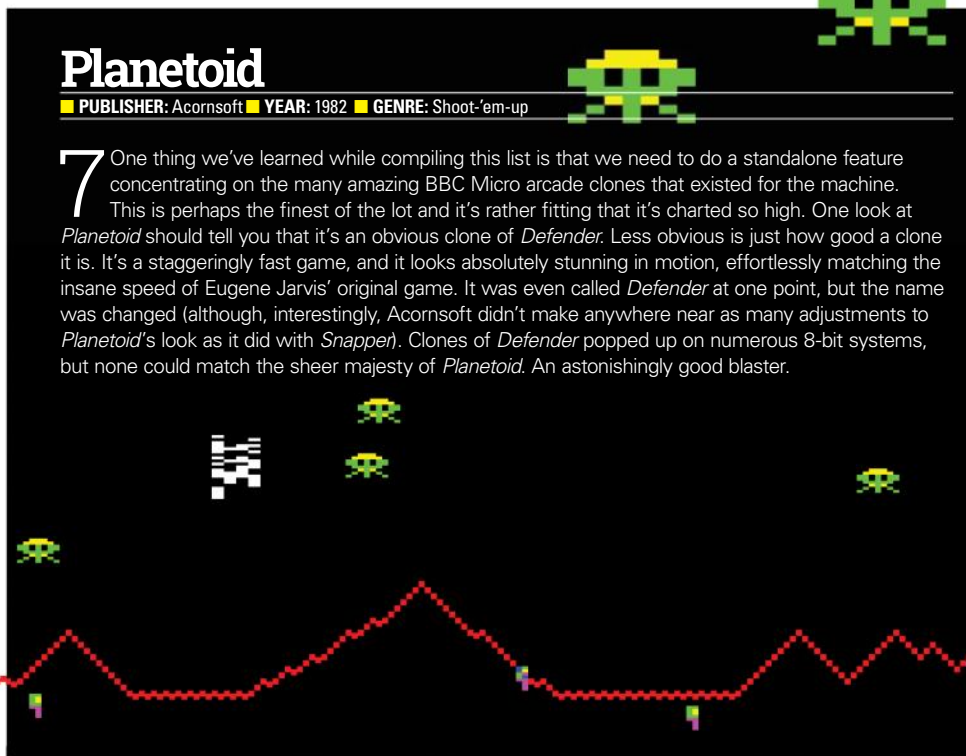 Planetoid
PUBLISHER: Acornsoft YEAR: 1982 GENRE: Shoot-'em-up
7 One thing we've learned while compiling this list is that we need to do a standalone feature
concentrating on the many amazing BBC Micro arcade clones that existed for the machine.
This is perhaps the finest of the lot and it's rather fitting that it's charted so high. One look at
Planetoid should tell you that it's an obvious clone of Defender. Less obvious is just how good a clone
it is. It's a staggeringly fast game, and it looks absolutely stunning in motion, effortlessly matching the
insane speed of Eugene Jarvis' original game. It was even called Defender at one point, but the name
was changed (although, interestingly, Acornsoft didn't make anywhere near as many adjustments to
Planetoid's look as it did with Snapper). Clones of Defender popped up on numerous 8-bit systems,
but none could match the sheer majesty of Planetoid. An astonishingly good blaster.